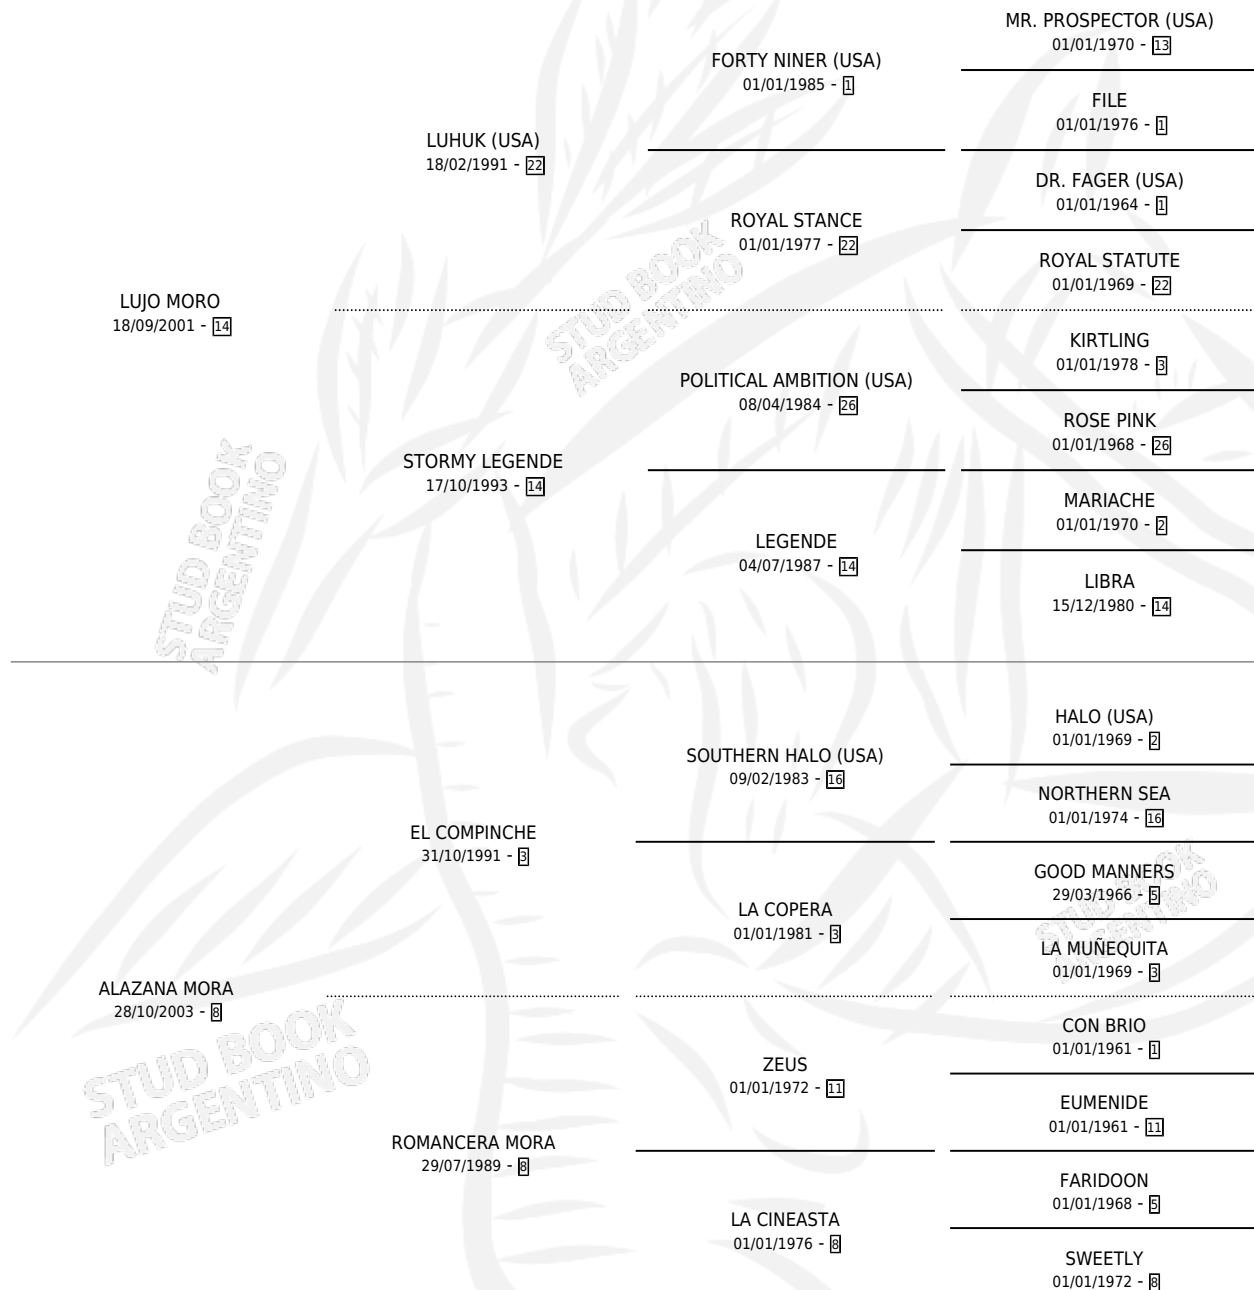 MR. PROSPECTOR (USA)
01/01/1970 - 13
FORTY NINER (USA)
01/01/1985 - 1
FILE
01/01/1976 - 1
LUHUK (USA)
18/02/1991 - 22
DR. FAGER (USA)
01/01/1964 - 1
ROYAL STANCE
01/01/1977 - 22
ROYAL STATUTE
01/01/1969 - 22
LUJO MORO
18/09/2001 - 14
KIRTLING
01/01/1978 - 3
POLITICAL AMBITION (USA)
08/04/1984 - 26
ROSE PINK
01/01/1968 - 26
STORMY LEGENDE
17/10/1993 - 14
MARIACHE
01/01/1970 - 2
LEGENDE
04/07/1987 - 14
LIBRA
15/12/1980 - 14
HALO (USA)
01/01/1969 - 2
SOUTHERN HALO (USA)
09/02/1983 - 16
NORTHERN SEA
01/01/1974 - 16
EL COMPINCHE
31/10/1991 - 3
GOOD MANNERS
29/03/1966 - 5
LA COPERA
01/01/1981 - 3
LA MUÑEQUITA
01/01/1969 - 3
ALAZANA MORA
28/10/2003 - 8
CON BRIO
01/01/1961 - 1
ZEUS
01/01/1972 - 11
EUMENIDE
01/01/1961 - 11
ROMANCERA MORA
29/07/1989 - 8
FARIDOON
01/01/1968 - 5
LA CINEASTA
01/01/1976 - 8
SWEETLY
01/01/1972 - 8
STUD BOOK
ARGENTINO
STUD BOOK
ARGENTINO
STUD BOOK
ARGENTINO
STUD BOOK
ARGENTINO